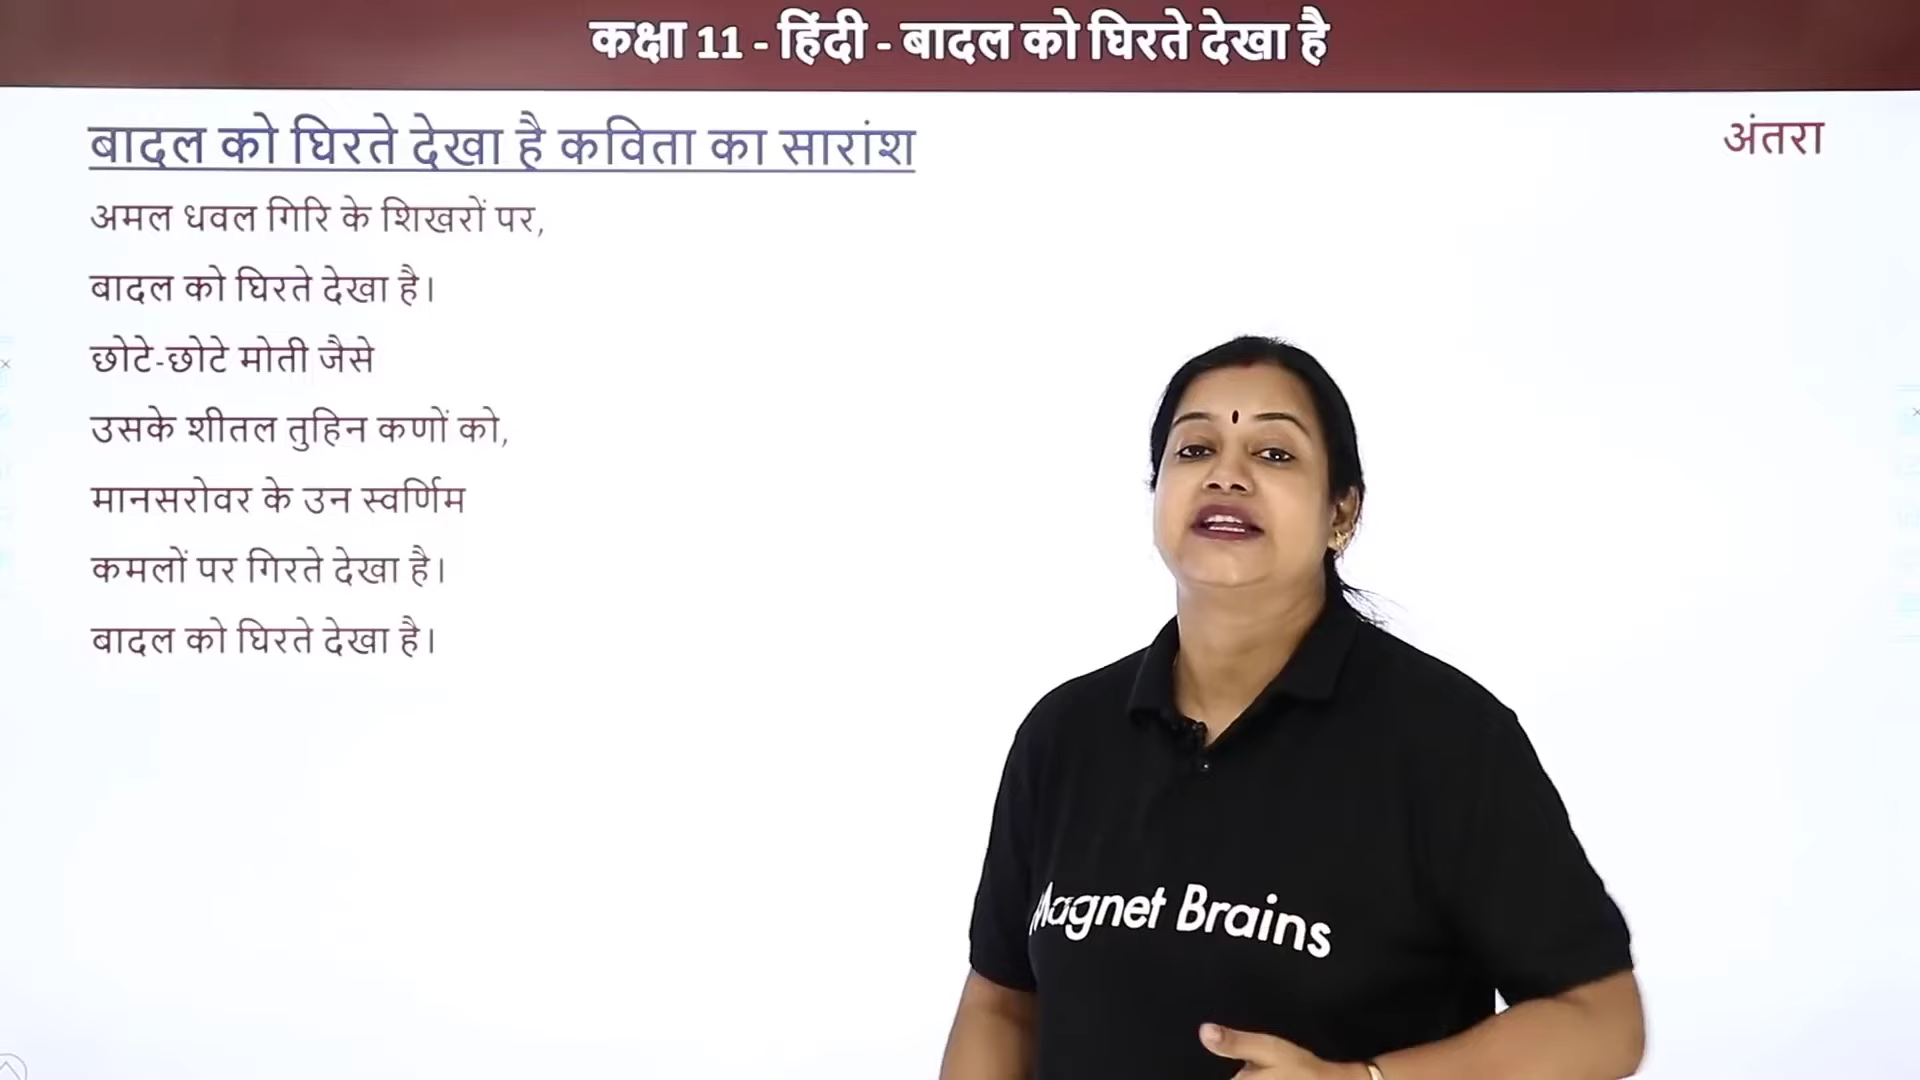 कक्षा 11 - हिंदी - बादल को घिरते देखा है
बादल को घिरते देखा है कविता का सारांश
अंतरा
अमल धवल गिरि के शिखरों पर,
बादल को घिरते देखा है।
छोटे-छोटे मोती जैसे
उसके शीतल तुहिन कणों को,
मानसरोवर के उन स्वर्णिम
कमलों पर गिरते देखा है।
बादल को घिरते देखा है।
Magnet Brains